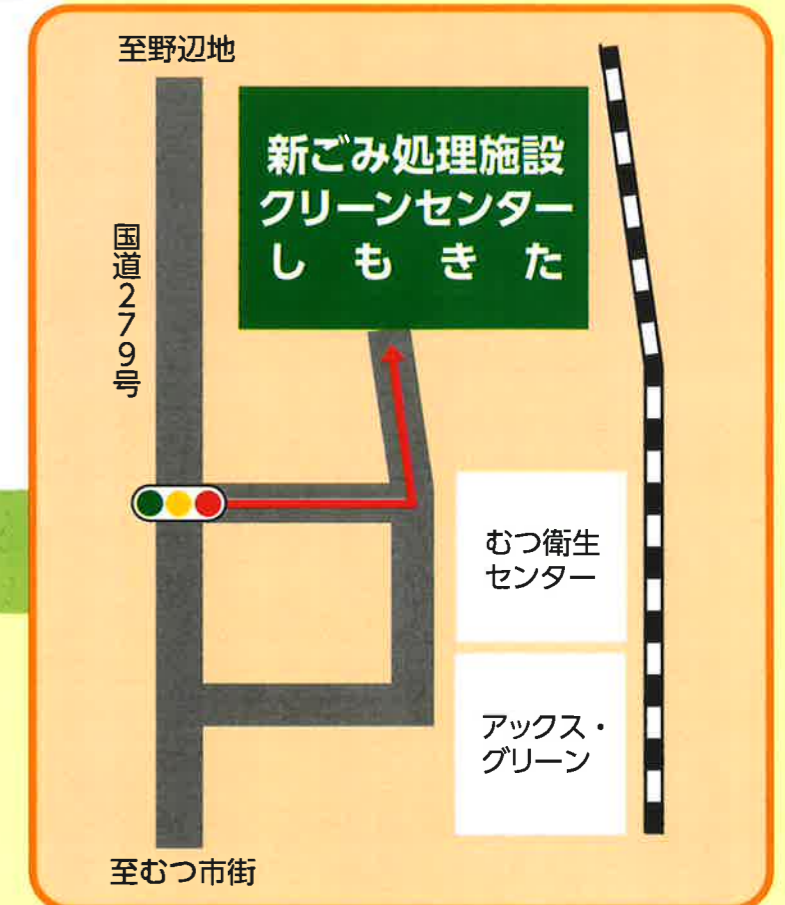 至野辺地
新ごみ処理施設
クリーンセンター
しもきた
国道279号
むつ衛生
センター
アックス・
グリーン
至むつ市街